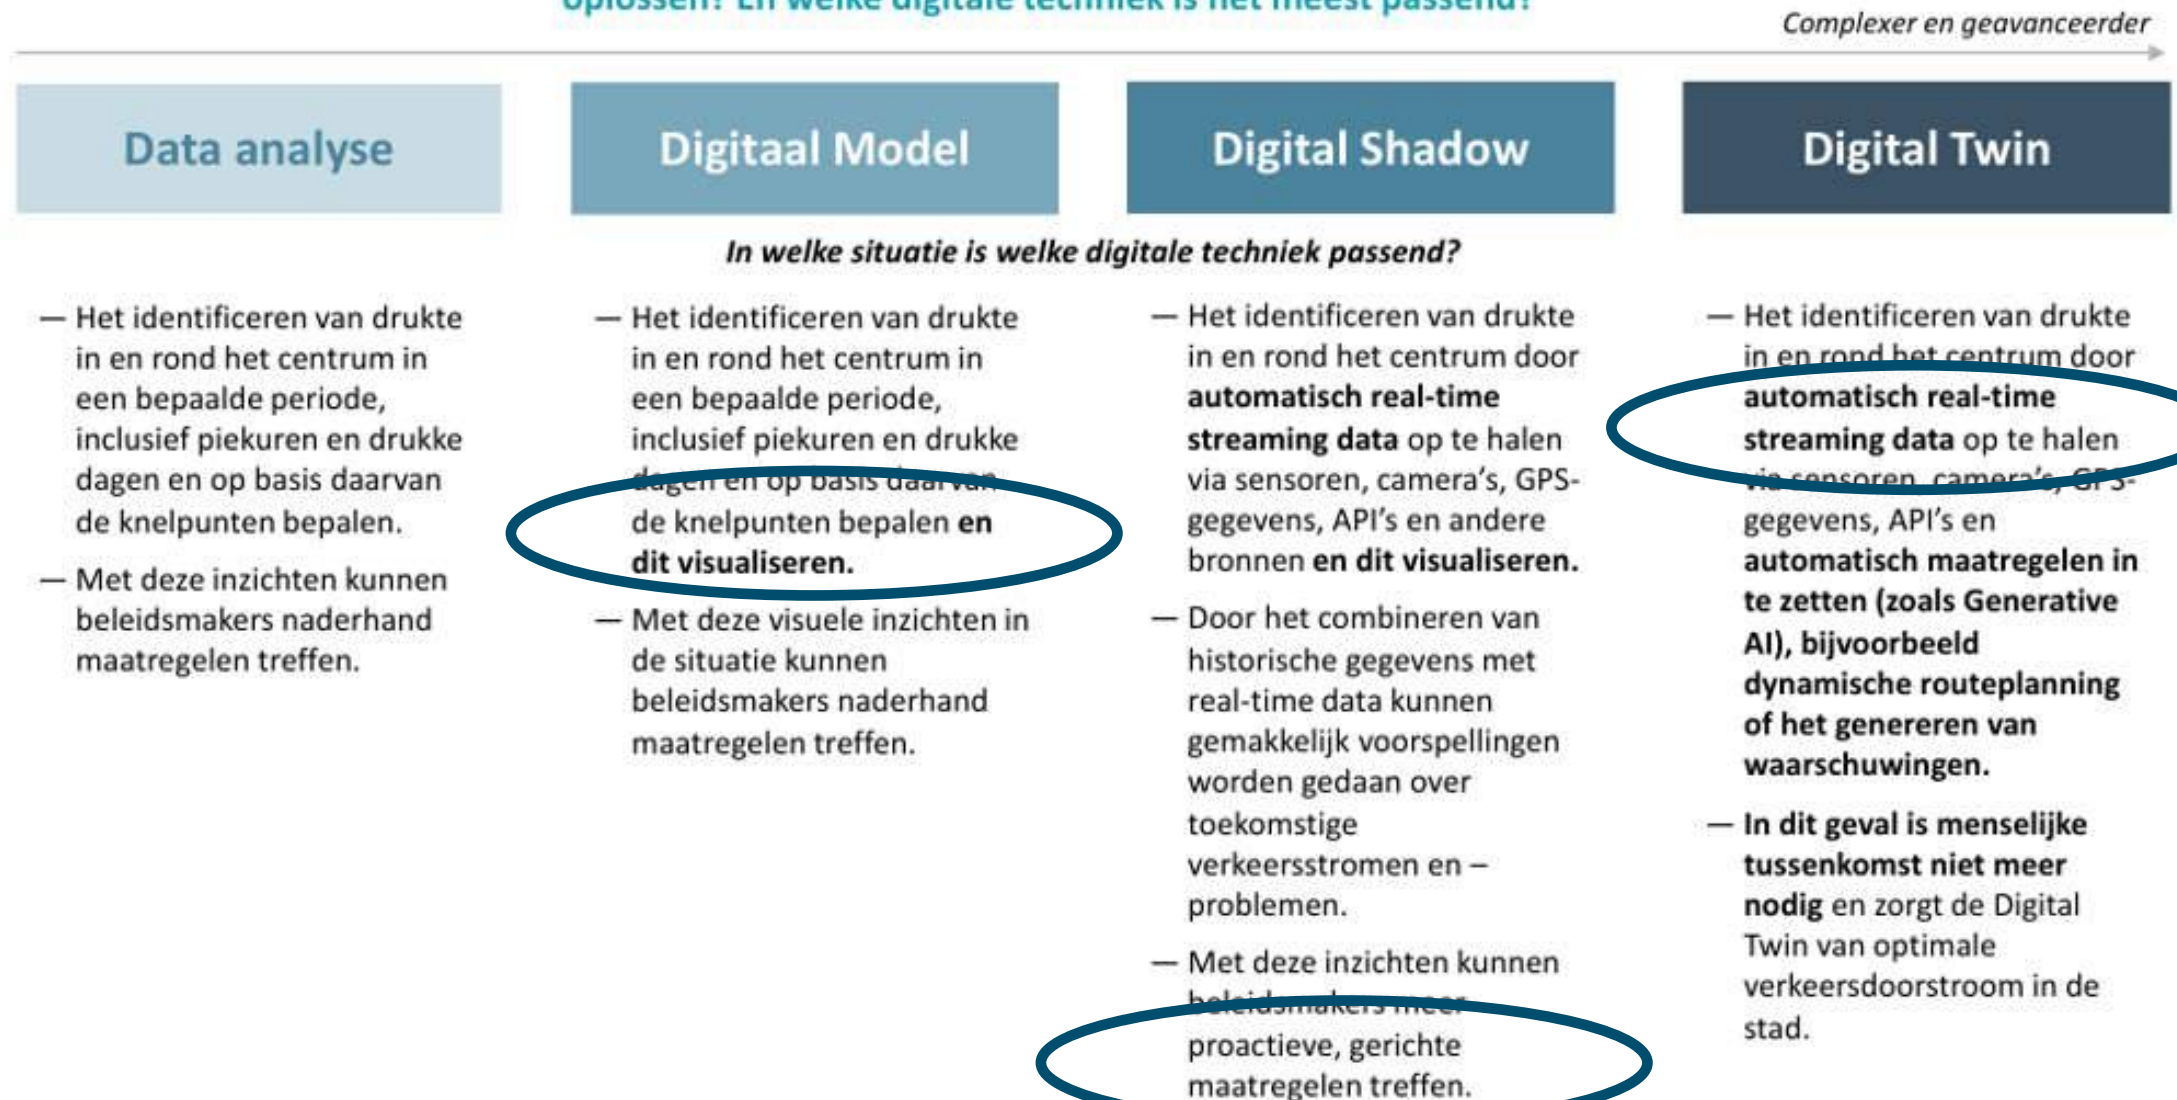 oplossen? En welke digitale techniek is het meest passend?
Complexer en geavanceerder
Data analyse
Digitaal Model
Digital Shadow
Digital Twin
In welke situatie is welke digitale techniek passend?
— Het identificeren van drukte
in en rond het centrum in
een bepaalde periode,
inclusief piekuren en drukke
dagen en op basis daarvan
de knelpunten bepalen.
— Met deze inzichten kunnen
beleidsmakers naderhand
maatregelen treffen.
— Het identificeren van drukte
in en rond het centrum in
een bepaalde periode,
inclusief piekuren en drukke
dagen en op basis daarvan
de knelpunten bepalen en
dit visualiseren.
— Met deze visuele inzichten in
de situatie kunnen
beleidsmakers naderhand
maatregelen treffen.
— Het identificeren van drukte
in en rond het centrum door
automatisch real-time
streaming data op te halen
via sensoren, camera's, GPS-
gegevens, API's en andere
bronnen en dit visualiseren.
— Door het combineren van
historische gegevens met
real-time data kunnen
gemakkelijk voorspellingen
worden gedaan over
toekomstige
verkeersstromen en –
problemen.
— Met deze inzichten kunnen
beleidsmakers meer
proactieve, gerichte
maatregelen treffen.
— Het identificeren van drukte
in en rond het centrum door
automatisch real-time
streaming data op te halen
via sensoren, camera's, GPS-
gegevens, API's en
automatisch maatregelen in
te zetten (zoals Generative
AI), bijvoorbeeld
dynamische routeplanning
of het genereren van
waarschuwingen.
— In dit geval is menselijke
tussenkomst niet meer
nodig en zorgt de Digital
Twin van optimale
verkeersdoorstroom in de
stad.